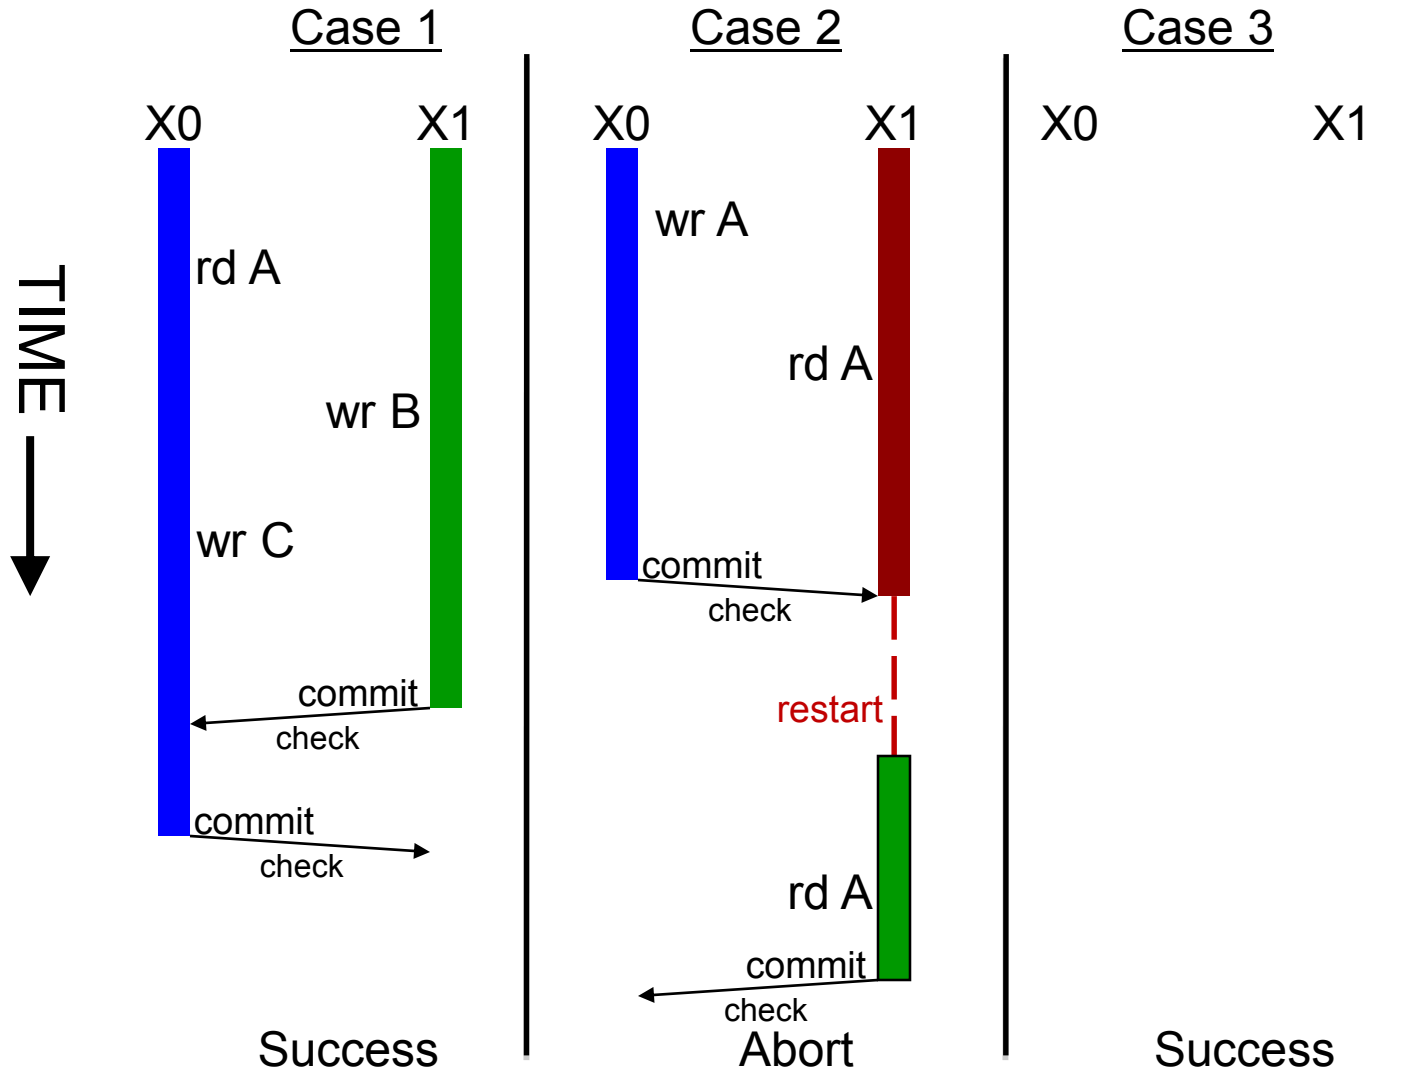 Case 1
Case 2
Case 3
X0
X1
X0
X1
X0
X1
TIME
rd A
wr B
wr C
commit
check
commit
check
Success
wr A
rd A
commit
check
restart
rd A
commit
check
Abort
Success